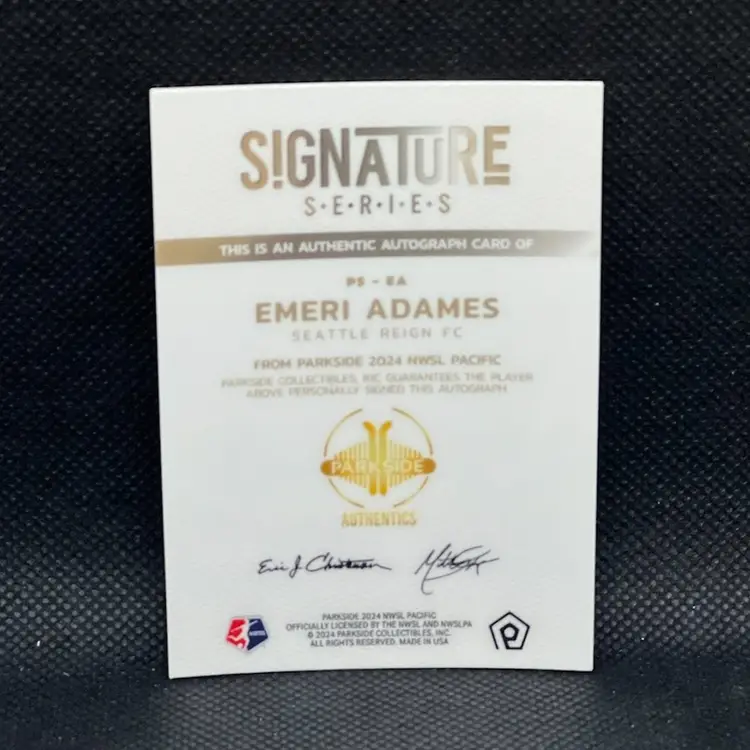 SIGNATURE
S•E•R•I•E•S
THIS IS AN AUTHENTIC AUTOGRAPH CARD OF
PS - EA
EMERI ADAMES
SEATTLE REIGN FC
FROM PARKSIDE 2024 NWSL PACIFIC
PARKSIDE COLLECTIBLES, INC GUARANTEES THE PLAYER
ABOVE PERSONALLY SIGNED THIS AUTOGRAPH
PARKSIDE
AUTHENTICS
PARKSIDE 2024 NWSL PACIFIC
OFFICIALLY LICENSED BY THE NWSL AND NWSLPA
© 2024 PARKSIDE COLLECTIBLES, INC.
ALL RIGHTS RESERVED. MADE IN USA